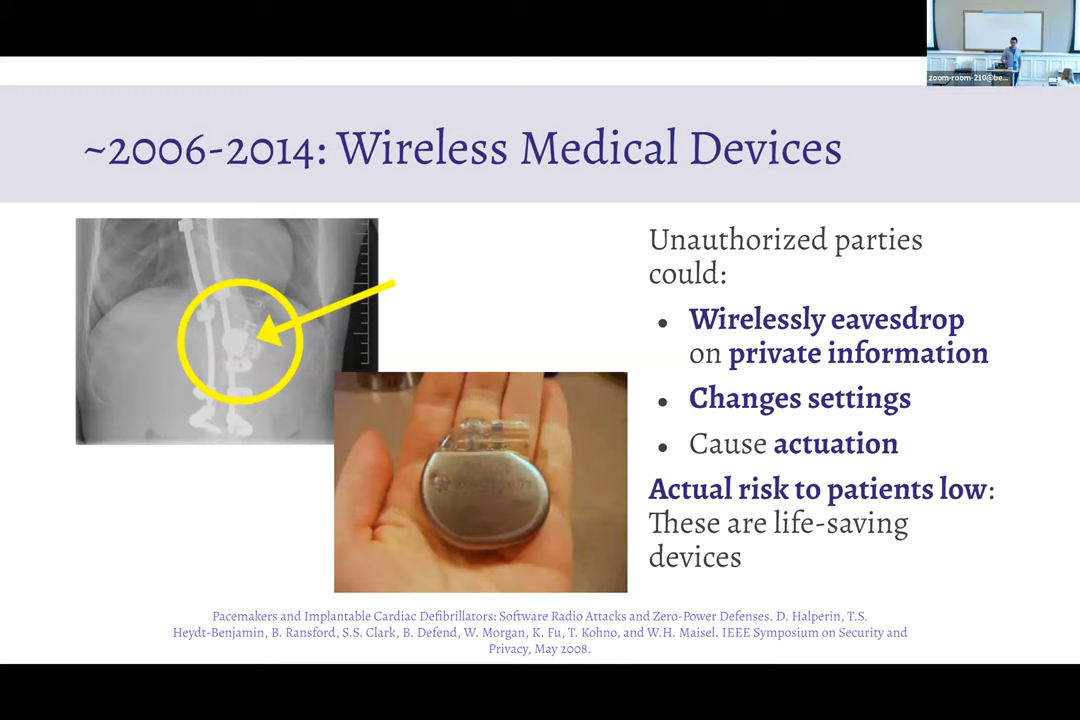 zoom-room-210@be...
~2006-2014: Wireless Medical Devices
Unauthorized parties
could:
• Wirelessly eavesdrop
on private information
• Changes settings
• Cause actuation
Actual risk to patients low:
These are life-saving
devices
Pacemakers and Implantable Cardiac Defibrillators: Software Radio Attacks and Zero-Power Defenses. D. Halperin, T.S.
Heydt-Benjamin, B. Ransford, S.S. Clark, B. Defend, W. Morgan, K. Fu, T. Kohno, and W.H. Maisel. IEEE Symposium on Security and
Privacy, May 2008.